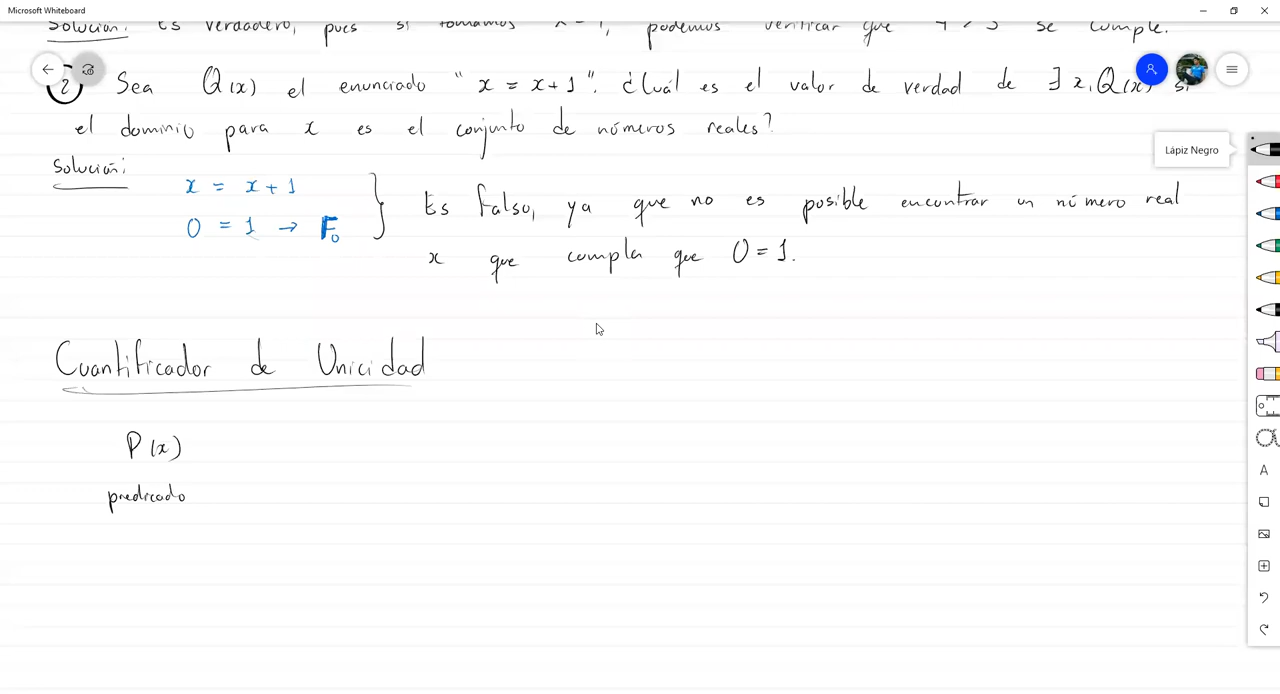 Microsoft Whiteboard
Solución: Es verdadero, pues si tomamos x = 4, podemos verificar que 4 > 3 se cumple.
2 Sea Q(x) el enunciado "x = x+1". ¿Cuál es el valor de verdad de ∃x, Q(x) si
el dominio para x es el conjunto de números reales?
Lápiz Negro
Solución:
x = x + 1
0 = 1 → F₀
Es falso, ya que no es posible encontrar un número real
x que compla que 0 = 1.
Cuantificador de Unicidad
P(x)
predicado